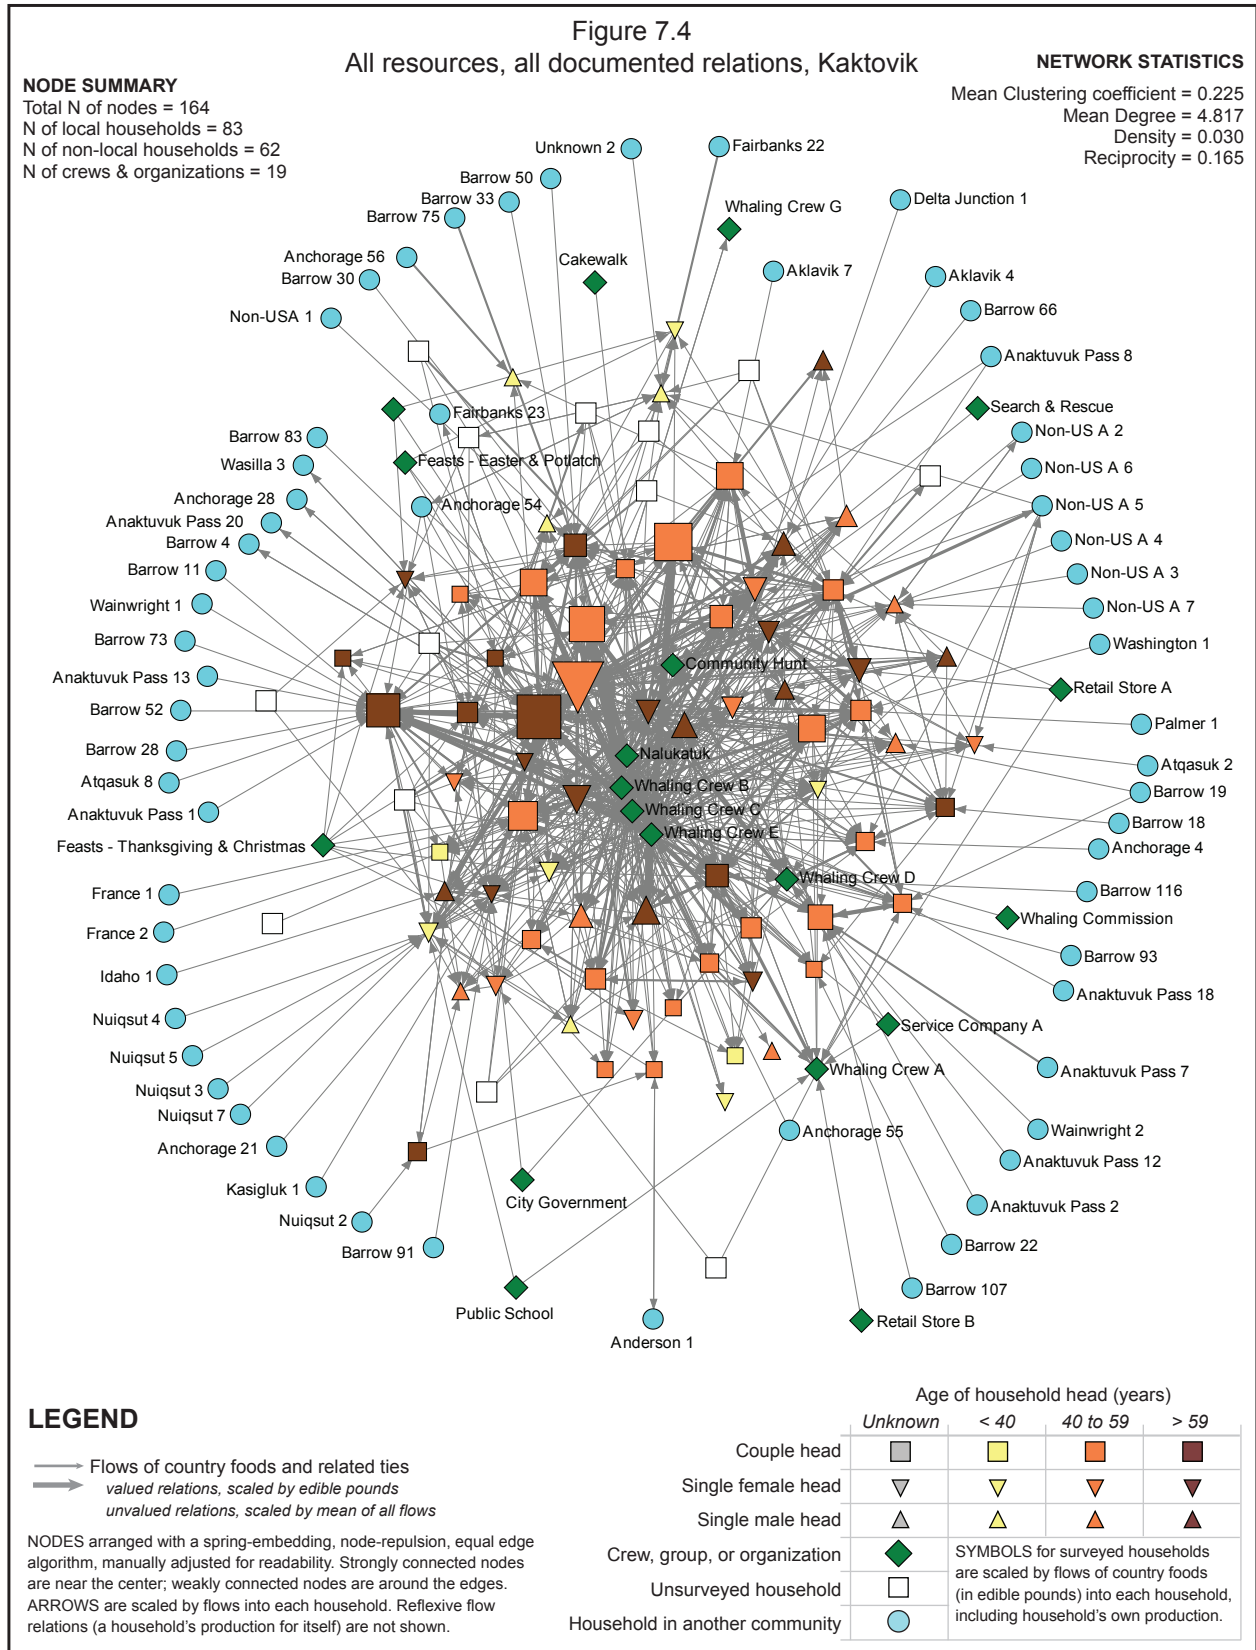 Figure 7.4
All resources, all documented relations, Kaktovik
NODE SUMMARY
Total N of nodes = 164
N of local households = 83
N of non-local households = 62
N of crews & organizations = 19
NETWORK STATISTICS
Mean Clustering coefficient = 0.225
Mean Degree = 4.817
Density = 0.030
Reciprocity = 0.165
Unknown 2
Fairbanks 22
Barrow 50
Barrow 33
Delta Junction 1
Whaling Crew G
Barrow 75
Anchorage 56
Cakewalk
Aklavik 7
Aklavik 4
Barrow 30
Barrow 66
Non-USA 1
Anaktuvuk Pass 8
Search & Rescue
Fairbanks 23
Non-US A 2
Barrow 83
Feasts - Easter & Potlatch
Wasilla 3
Non-US A 6
Anchorage 28
Anchorage 54
Non-US A 5
Anaktuvuk Pass 20
Barrow 4
Non-US A 4
Barrow 11
Non-US A 3
Wainwright 1
Non-US A 7
Barrow 73
Washington 1
Community Hunt
Anaktuvuk Pass 13
Retail Store A
Barrow 52
Palmer 1
Barrow 28
Nalukatuk
Atqasuk 2
Atqasuk 8
Whaling Crew B
Barrow 19
Anaktuvuk Pass 1
Whaling Crew C
Barrow 18
Whaling Crew E
Feasts - Thanksgiving & Christmas
Anchorage 4
Whaling Crew D
France 1
Barrow 116
Whaling Commission
France 2
Barrow 93
Idaho 1
Anaktuvuk Pass 18
Nuiqsut 4
Service Company A
Nuiqsut 5
Whaling Crew A
Anaktuvuk Pass 7
Nuiqsut 3
Nuiqsut 7
Anchorage 55
Wainwright 2
Anchorage 21
Anaktuvuk Pass 12
Kasigluk 1
City Government
Anaktuvuk Pass 2
Nuiqsut 2
Barrow 22
Barrow 91
Barrow 107
Public School
Retail Store B
Anderson 1
LEGEND
Flows of country foods and related ties
valued relations, scaled by edible pounds
unvalued relations, scaled by mean of all flows
NODES arranged with a spring-embedding, node-repulsion, equal edge
algorithm, manually adjusted for readability. Strongly connected nodes
are near the center; weakly connected nodes are around the edges.
ARROWS are scaled by flows into each household. Reflexive flow
relations (a household's production for itself) are not shown.
Age of household head (years)
Unknown < 40 40 to 59 > 59
Couple head
Single female head
Single male head
Crew, group, or organization
Unsurveyed household
Household in another community
SYMBOLS for surveyed households
are scaled by flows of country foods
(in edible pounds) into each household,
including household's own production.